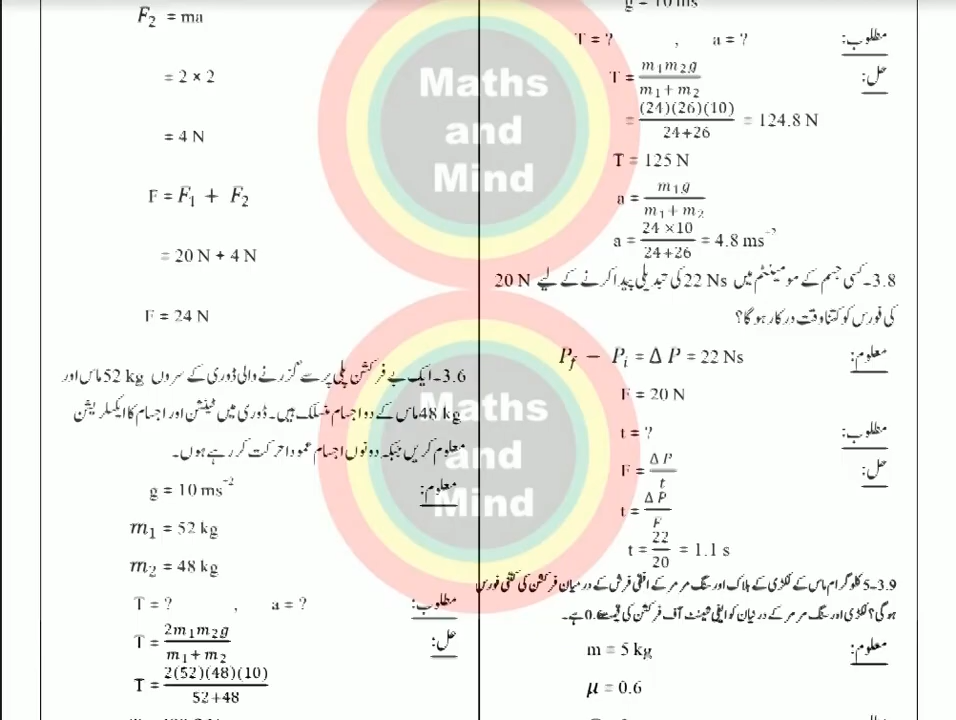 F₂ = ma
= 2 × 2
= 4 N
F = F₁ + F₂
= 20 N + 4 N
F = 24 N
3.6۔ ایک بے فرکشن پلی پر سے گزرنے والی ڈوری کے سروں 52 kg ماس اور
48 kg ماس کے دو اجسام منسلک ہیں۔ ڈوری میں ٹینشن اور اجسام کا ایکسلریشن
معلوم کریں جبکہ دونوں اجسام عمودا حرکت کر رہے ہوں۔
معلوم: g = 10 ms⁻²
m₁ = 52 kg
m₂ = 48 kg
مطلوب: T = ? , a = ?
حل: T = 2m₁m₂g / m₁ + m₂
T = 2(52)(48)(10) / 52+48
g = 10 ms
مطلوب: T = ? , a = ?
حل: T = m₁m₂g / m₁ + m₂
= (24)(26)(10) / 24+26 = 124.8 N
T = 125 N
a = m₁g / m₁ + m₂
a = 24 ×10 / 24+26 = 4.8 ms⁻²
3.8۔ کسی جسم کے مومینٹم میں 22 Ns کی تبدیلی پیدا کرنے کے لیے 20 N
کی فورس کو کتنا وقت درکار ہو گا؟
معلوم: P_f − P_i = Δ P = 22 Ns
F = 20 N
مطلوب: t = ?
حل: F = Δ P / t
t = Δ P / F
t = 22 / 20 = 1.1 s
3.9۔ 5 کلو گرام ماس کے لکڑی کے بلاک اور سنگ مرمر کے افقی فرش کے درمیان فرکشن کی کتنی فورس
ہو گی؟ لکڑی اور سنگ مرمر کے درمیان کوایفی شینٹ آف فرکشن کی قیمت 0.6 ہے۔
معلوم: m = 5 kg
μ = 0.6
Maths
and
Mind
Maths
and
Mind